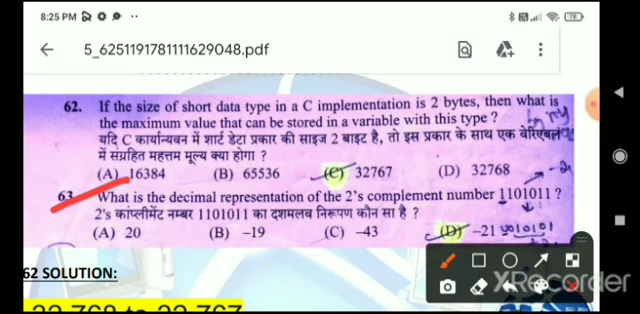 8:25 PM
78
5_6251191781111629048.pdf
62. If the size of short data type in a C implementation is 2 bytes, then what is
the maximum value that can be stored in a variable with this type ?
यदि C कार्यान्वयन में शार्ट डेटा प्रकार की साइज 2 बाइट है, तो इस प्रकार के साथ एक वेरिएबल
में संग्रहित महत्तम मूल्य क्या होगा ?
(A) 16384 (B) 65536 (C) 32767 (D) 32768
63. What is the decimal representation of the 2's complement number 1101011 ?
2's कांप्लीमेंट नम्बर 1101011 का दशमलव निरूपण कौन सा है ?
(A) 20 (B) –19 (C) –43 (D) –21 0010101
62 SOLUTION:
XRecorder